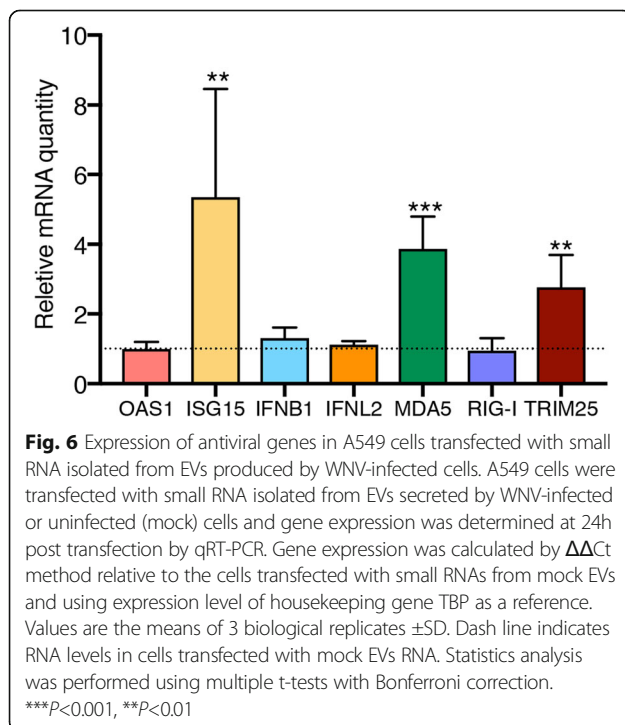 10
8
6
4
2
0
Reletive mRNA quantity
**
***
**
OAS1 ISG15 IFNB1 IFNL2 MDA5 RIG-I TRIM25
Fig. 6 Expression of antiviral genes in A549 cells transfected with small
RNA isolated from EVs produced by WNV-infected cells. A549 cells were
transfected with small RNA isolated from EVs secreted by WNV-infected
or uninfected (mock) cells and gene expression was determined at 24h
post transfection by qRT-PCR. Gene expression was calculated by ΔΔCt
method relative to the cells transfected with small RNAs from mock EVs
and using expression level of housekeeping gene TBP as a reference.
Values are the means of 3 biological replicates ±SD. Dash line indicates
RNA levels in cells transfected with mock EVs RNA. Statistics analysis
was performed using multiple t-tests with Bonferroni correction.
***P<0.001, **P<0.01